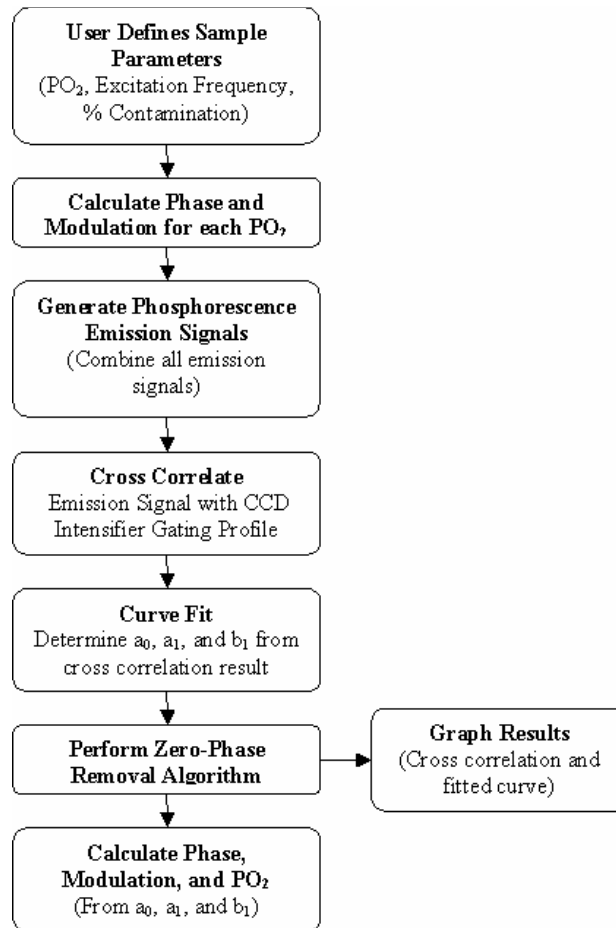 User Defines Sample
Parameters
(PO₂, Excitation Frequency,
% Contamination)
Calculate Phase and
Modulation for each PO₂
Generate Phosphorescence
Emission Signals
(Combine all emission
signals)
Cross Correlate
Emission Signal with CCD
Intensifier Gating Profile
Curve Fit
Determine a₀, a₁, and b₁ from
cross correlation result
Perform Zero-Phase
Removal Algorithm
Graph Results
(Cross correlation and
fitted curve)
Calculate Phase,
Modulation, and PO₂
(From a₀, a₁, and b₁)